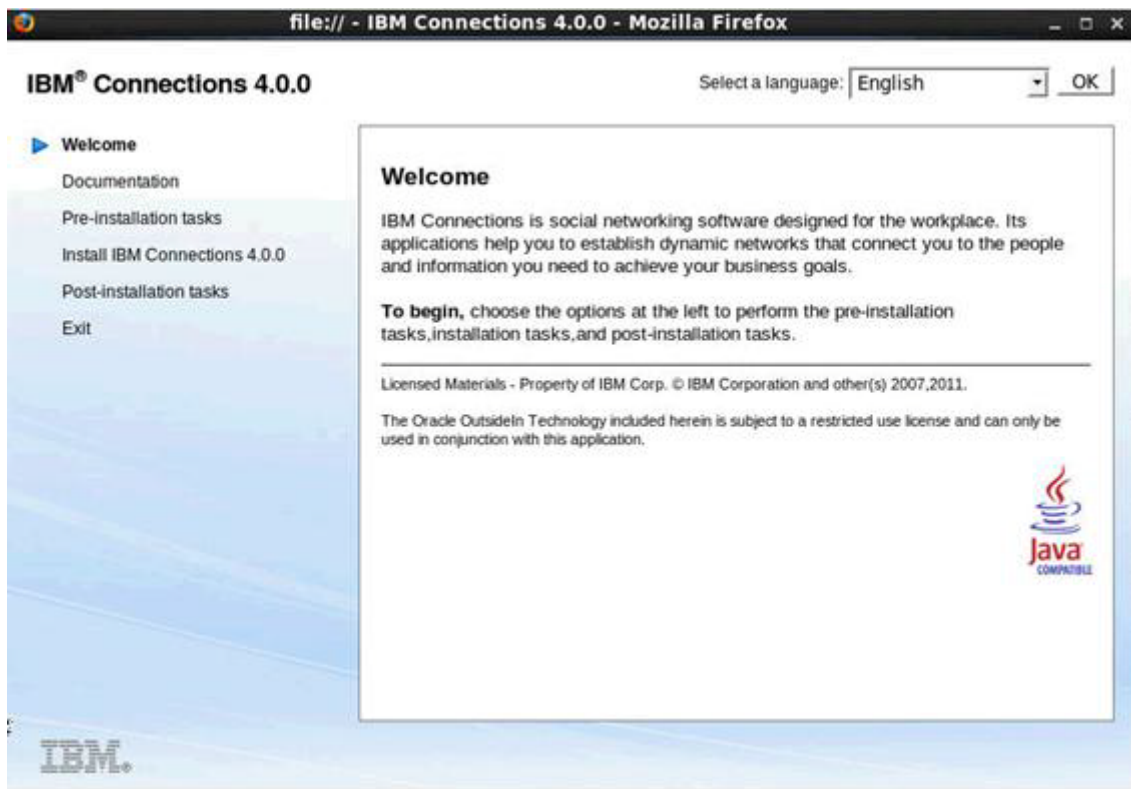 file:// - IBM Connections 4.0.0 - Mozilla Firefox
IBM® Connections 4.0.0
Select a language: English OK
Welcome
Documentation
Pre-installation tasks
Install IBM Connections 4.0.0
Post-installation tasks
Exit
Welcome
IBM Connections is social networking software designed for the workplace. Its
applications help you to establish dynamic networks that connect you to the people
and information you need to achieve your business goals.
To begin, choose the options at the left to perform the pre-installation
tasks,installation tasks,and post-installation tasks.
Licensed Materials - Property of IBM Corp. © IBM Corporation and other(s) 2007,2011.
The Oracle OutsideIn Technology included herein is subject to a restricted use license and can only be
used in conjunction with this application.
Java
COMPATIBLE
IBM®